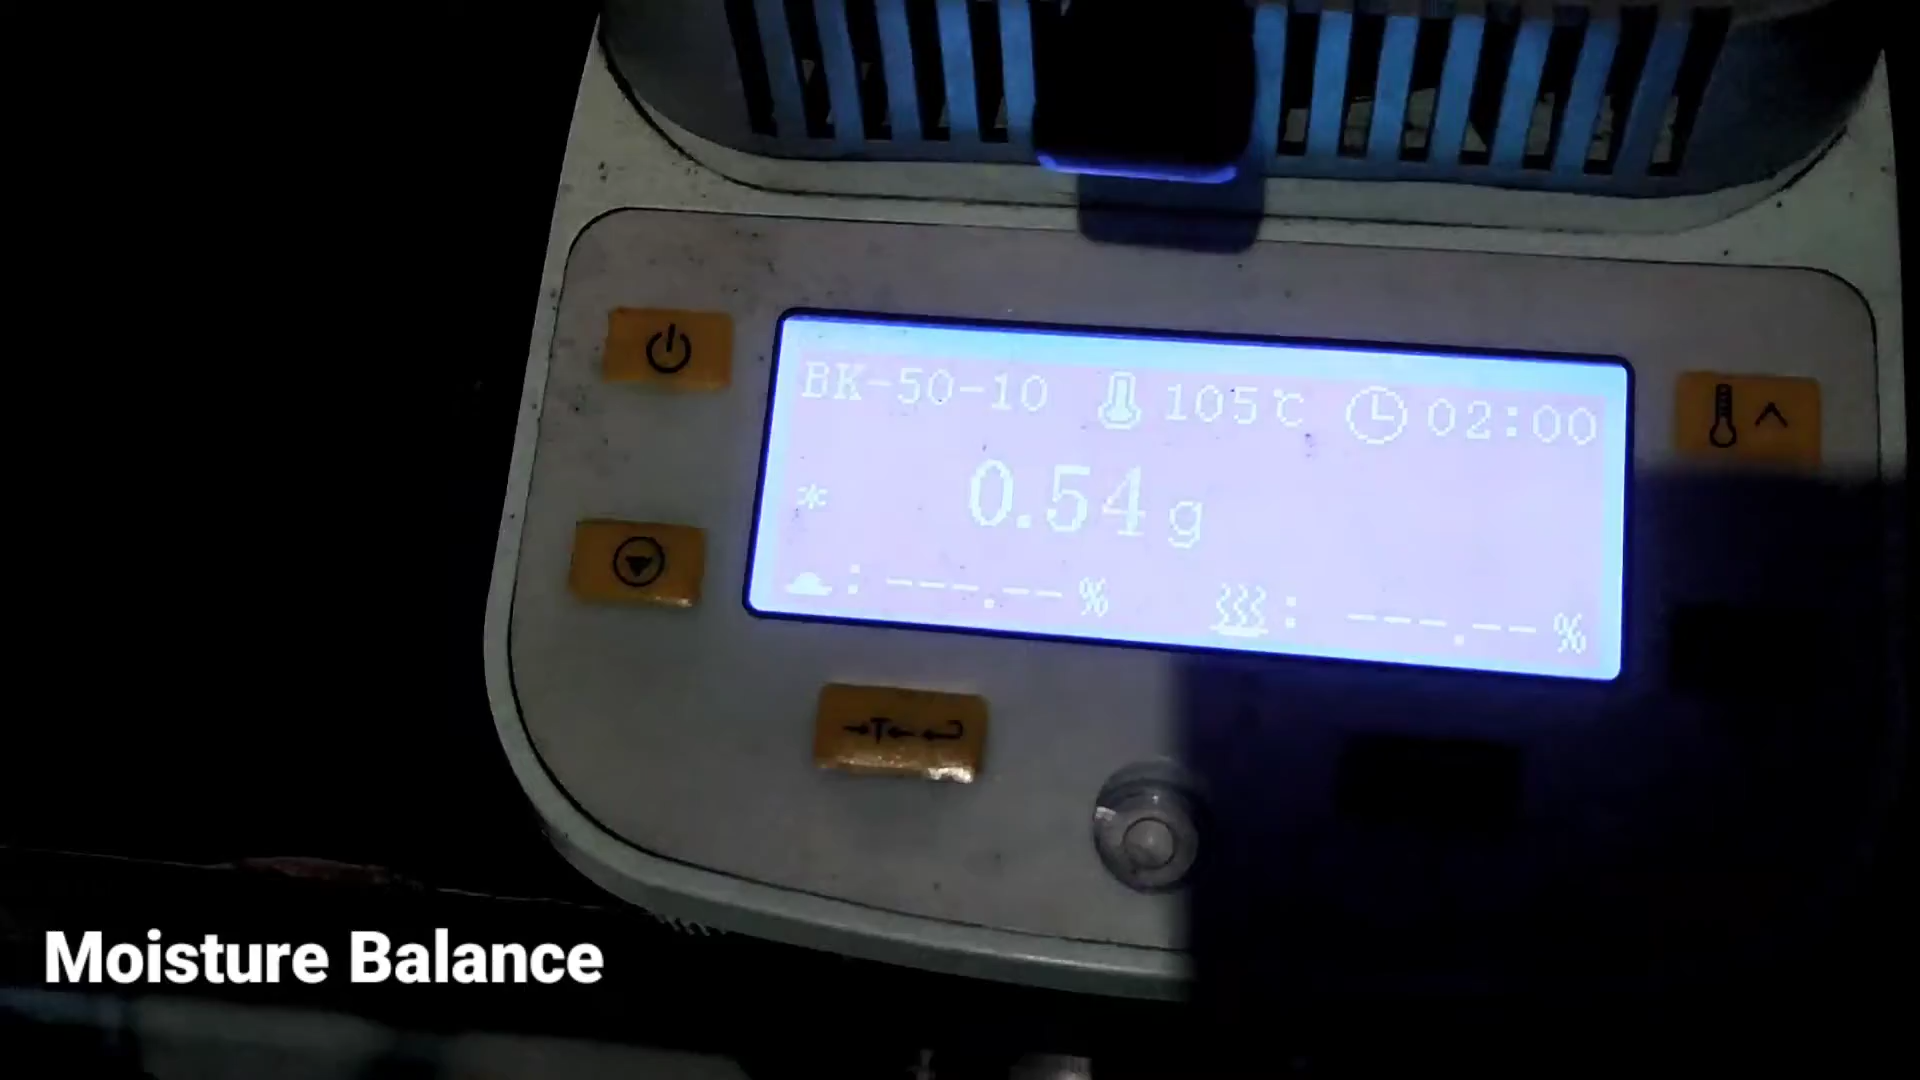 BK-50-10 105℃ 02:00
* 0.54 g
: ---.-- % : ---.-- %
→T←
Moisture Balance